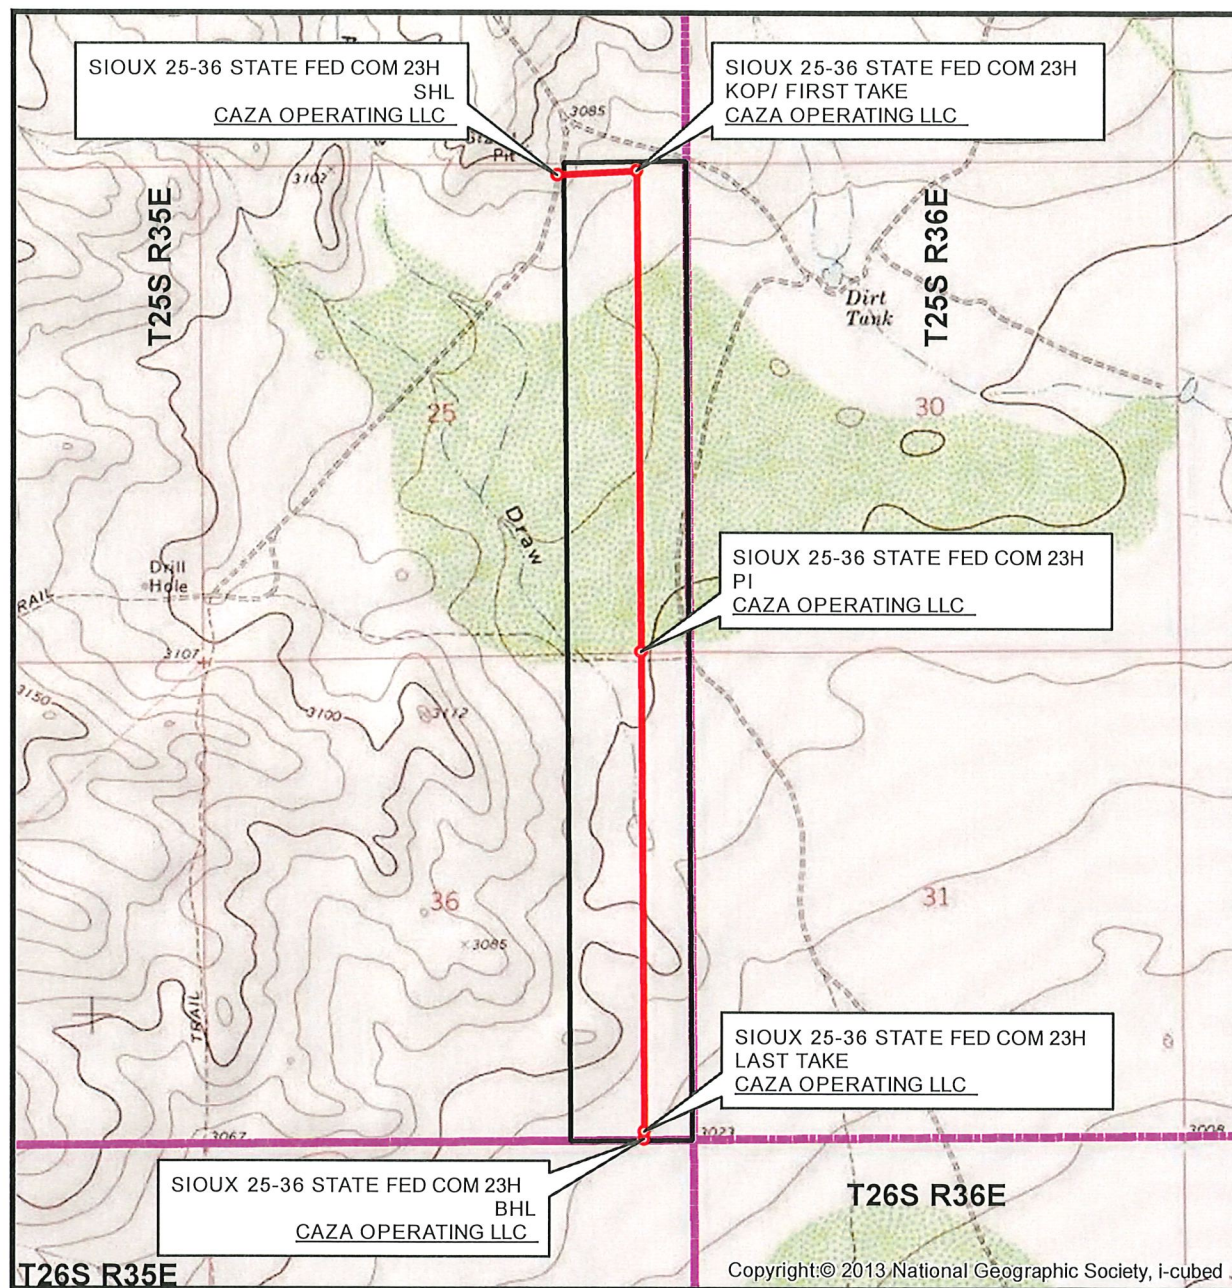 SIOUX 25-36 STATE FED COM 23H
SHL
CAZA OPERATING LLC
SIOUX 25-36 STATE FED COM 23H
KOP/ FIRST TAKE
CAZA OPERATING LLC
3085
Pit
3102
T25S R35E
T25S R36E
Dirt
Tank
25
30
Draw
SIOUX 25-36 STATE FED COM 23H
PI
CAZA OPERATING LLC
Drill
Hole
3107
3150
3100
3112
36
31
×3085
TRAIL
SIOUX 25-36 STATE FED COM 23H
LAST TAKE
CAZA OPERATING LLC
3067
3023
3008
SIOUX 25-36 STATE FED COM 23H
BHL
CAZA OPERATING LLC
T26S R36E
T26S R35E
Copyright:© 2013 National Geographic Society, i-cubed